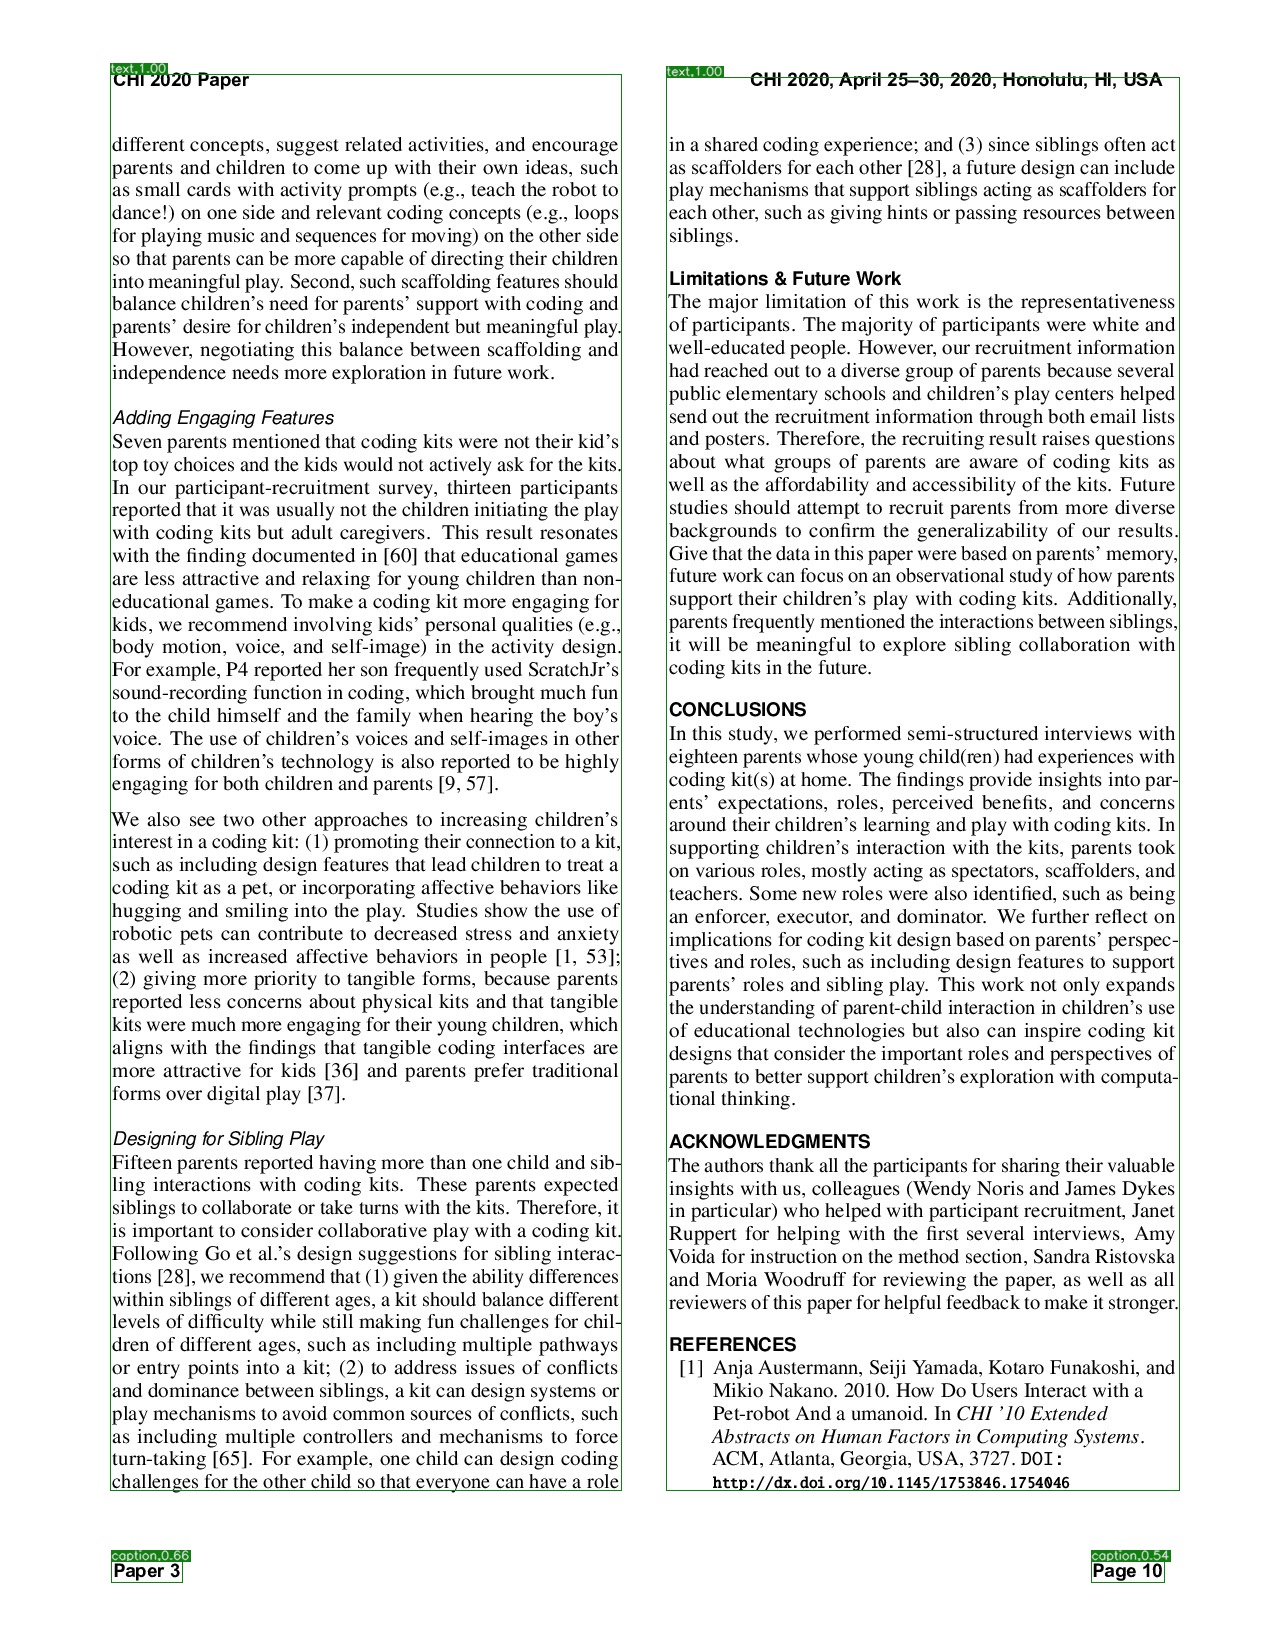 text,1.00
CHI 2020 Paper
text,1.00
CHI 2020, April 25–30, 2020, Honolulu, HI, USA
different concepts, suggest related activities, and encourage
parents and children to come up with their own ideas, such
as small cards with activity prompts (e.g., teach the robot to
dance!) on one side and relevant coding concepts (e.g., loops
for playing music and sequences for moving) on the other side
so that parents can be more capable of directing their children
into meaningful play. Second, such scaffolding features should
balance children's need for parents' support with coding and
parents' desire for children's independent but meaningful play.
However, negotiating this balance between scaffolding and
independence needs more exploration in future work.
Adding Engaging Features
Seven parents mentioned that coding kits were not their kid's
top toy choices and the kids would not actively ask for the kits.
In our participant-recruitment survey, thirteen participants
reported that it was usually not the children initiating the play
with coding kits but adult caregivers. This result resonates
with the finding documented in [60] that educational games
are less attractive and relaxing for young children than non-
educational games. To make a coding kit more engaging for
kids, we recommend involving kids' personal qualities (e.g.,
body motion, voice, and self-image) in the activity design.
For example, P4 reported her son frequently used ScratchJr's
sound-recording function in coding, which brought much fun
to the child himself and the family when hearing the boy's
voice. The use of children's voices and self-images in other
forms of children's technology is also reported to be highly
engaging for both children and parents [9, 57].
We also see two other approaches to increasing children's
interest in a coding kit: (1) promoting their connection to a kit,
such as including design features that lead children to treat a
coding kit as a pet, or incorporating affective behaviors like
hugging and smiling into the play. Studies show the use of
robotic pets can contribute to decreased stress and anxiety
as well as increased affective behaviors in people [1, 53];
(2) giving more priority to tangible forms, because parents
reported less concerns about physical kits and that tangible
kits were much more engaging for their young children, which
aligns with the findings that tangible coding interfaces are
more attractive for kids [36] and parents prefer traditional
forms over digital play [37].
Designing for Sibling Play
Fifteen parents reported having more than one child and sib-
ling interactions with coding kits. These parents expected
siblings to collaborate or take turns with the kits. Therefore, it
is important to consider collaborative play with a coding kit.
Following Go et al.'s design suggestions for sibling interac-
tions [28], we recommend that (1) given the ability differences
within siblings of different ages, a kit should balance different
levels of difficulty while still making fun challenges for chil-
dren of different ages, such as including multiple pathways
or entry points into a kit; (2) to address issues of conflicts
and dominance between siblings, a kit can design systems or
play mechanisms to avoid common sources of conflicts, such
as including multiple controllers and mechanisms to force
turn-taking [65]. For example, one child can design coding
challenges for the other child so that everyone can have a role
in a shared coding experience; and (3) since siblings often act
as scaffolders for each other [28], a future design can include
play mechanisms that support siblings acting as scaffolders for
each other, such as giving hints or passing resources between
siblings.
Limitations & Future Work
The major limitation of this work is the representativeness
of participants. The majority of participants were white and
well-educated people. However, our recruitment information
had reached out to a diverse group of parents because several
public elementary schools and children's play centers helped
send out the recruitment information through both email lists
and posters. Therefore, the recruiting result raises questions
about what groups of parents are aware of coding kits as
well as the affordability and accessibility of the kits. Future
studies should attempt to recruit parents from more diverse
backgrounds to confirm the generalizability of our results.
Give that the data in this paper were based on parents' memory,
future work can focus on an observational study of how parents
support their children's play with coding kits. Additionally,
parents frequently mentioned the interactions between siblings,
it will be meaningful to explore sibling collaboration with
coding kits in the future.
CONCLUSIONS
In this study, we performed semi-structured interviews with
eighteen parents whose young child(ren) had experiences with
coding kit(s) at home. The findings provide insights into par-
ents' expectations, roles, perceived benefits, and concerns
around their children's learning and play with coding kits. In
supporting children's interaction with the kits, parents took
on various roles, mostly acting as spectators, scaffolders, and
teachers. Some new roles were also identified, such as being
an enforcer, executor, and dominator. We further reflect on
implications for coding kit design based on parents' perspec-
tives and roles, such as including design features to support
parents' roles and sibling play. This work not only expands
the understanding of parent-child interaction in children's use
of educational technologies but also can inspire coding kit
designs that consider the important roles and perspectives of
parents to better support children's exploration with computa-
tional thinking.
ACKNOWLEDGMENTS
The authors thank all the participants for sharing their valuable
insights with us, colleagues (Wendy Noris and James Dykes
in particular) who helped with participant recruitment, Janet
Ruppert for helping with the first several interviews, Amy
Voida for instruction on the method section, Sandra Ristovska
and Moria Woodruff for reviewing the paper, as well as all
reviewers of this paper for helpful feedback to make it stronger.
REFERENCES
[1] Anja Austermann, Seiji Yamada, Kotaro Funakoshi, and
Mikio Nakano. 2010. How Do Users Interact with a
Pet-robot And a umanoid. In CHI '10 Extended
Abstracts on Human Factors in Computing Systems.
ACM, Atlanta, Georgia, USA, 3727. DOI:
http://dx.doi.org/10.1145/1753846.1754046
caption,0.66
Paper 3
caption,0.54
Page 10